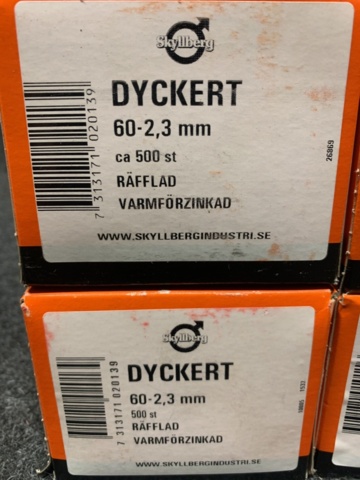 Skyllberg
DYCKERT
60-2,3 mm
ca 500 st
RÄFFLAD
VARMFÖRZINKAD
WWW.SKYLLBERGINDUSTRI.SE
7 313171 020139
26869
Skyllberg
DYCKERT
60-2,3 mm
500 st
RÄFFLAD
VARMFÖRZINKAD
WWW.SKYLLBERGINDUSTRI.SE
7 313171 020139